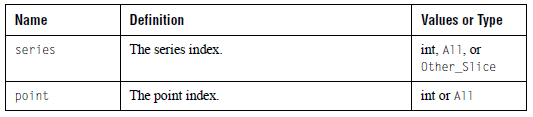 Name Definition Values or Type
series The series index. int, All, or
Other_Slice
point The point index. int or All